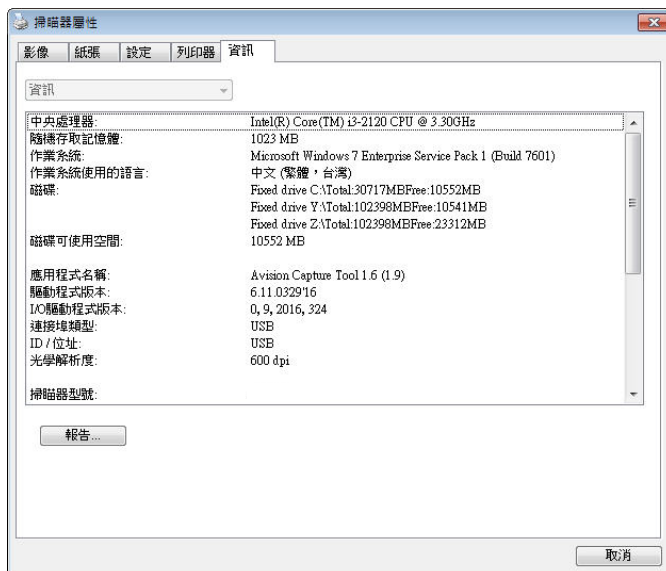 掃瞄器屬性
影像 紙張 設定 列印器 資訊
資訊
中央處理器: Intel(R) Core(TM) i3-2120 CPU @ 3.30GHz
隨機存取記憶體: 1023 MB
作業系統: Microsoft Windows 7 Enterprise Service Pack 1 (Build 7601)
作業系統使用的語言: 中文 (繁體，台灣)
磁碟: Fixed drive C:\Total:30717MBFree:10552MB
Fixed drive Y:\Total:102398MBFree:10541MB
Fixed drive Z:\Total:102398MBFree:23312MB
磁碟可使用空間: 10552 MB
應用程式名稱: Avision Capture Tool 1.6 (1.9)
驅動程式版本: 6.11.0329'16
I/O驅動程式版本: 0, 9, 2016, 324
連接埠類型: USB
ID / 位址: USB
光學解析度: 600 dpi
掃瞄器型號:
報告...
取消